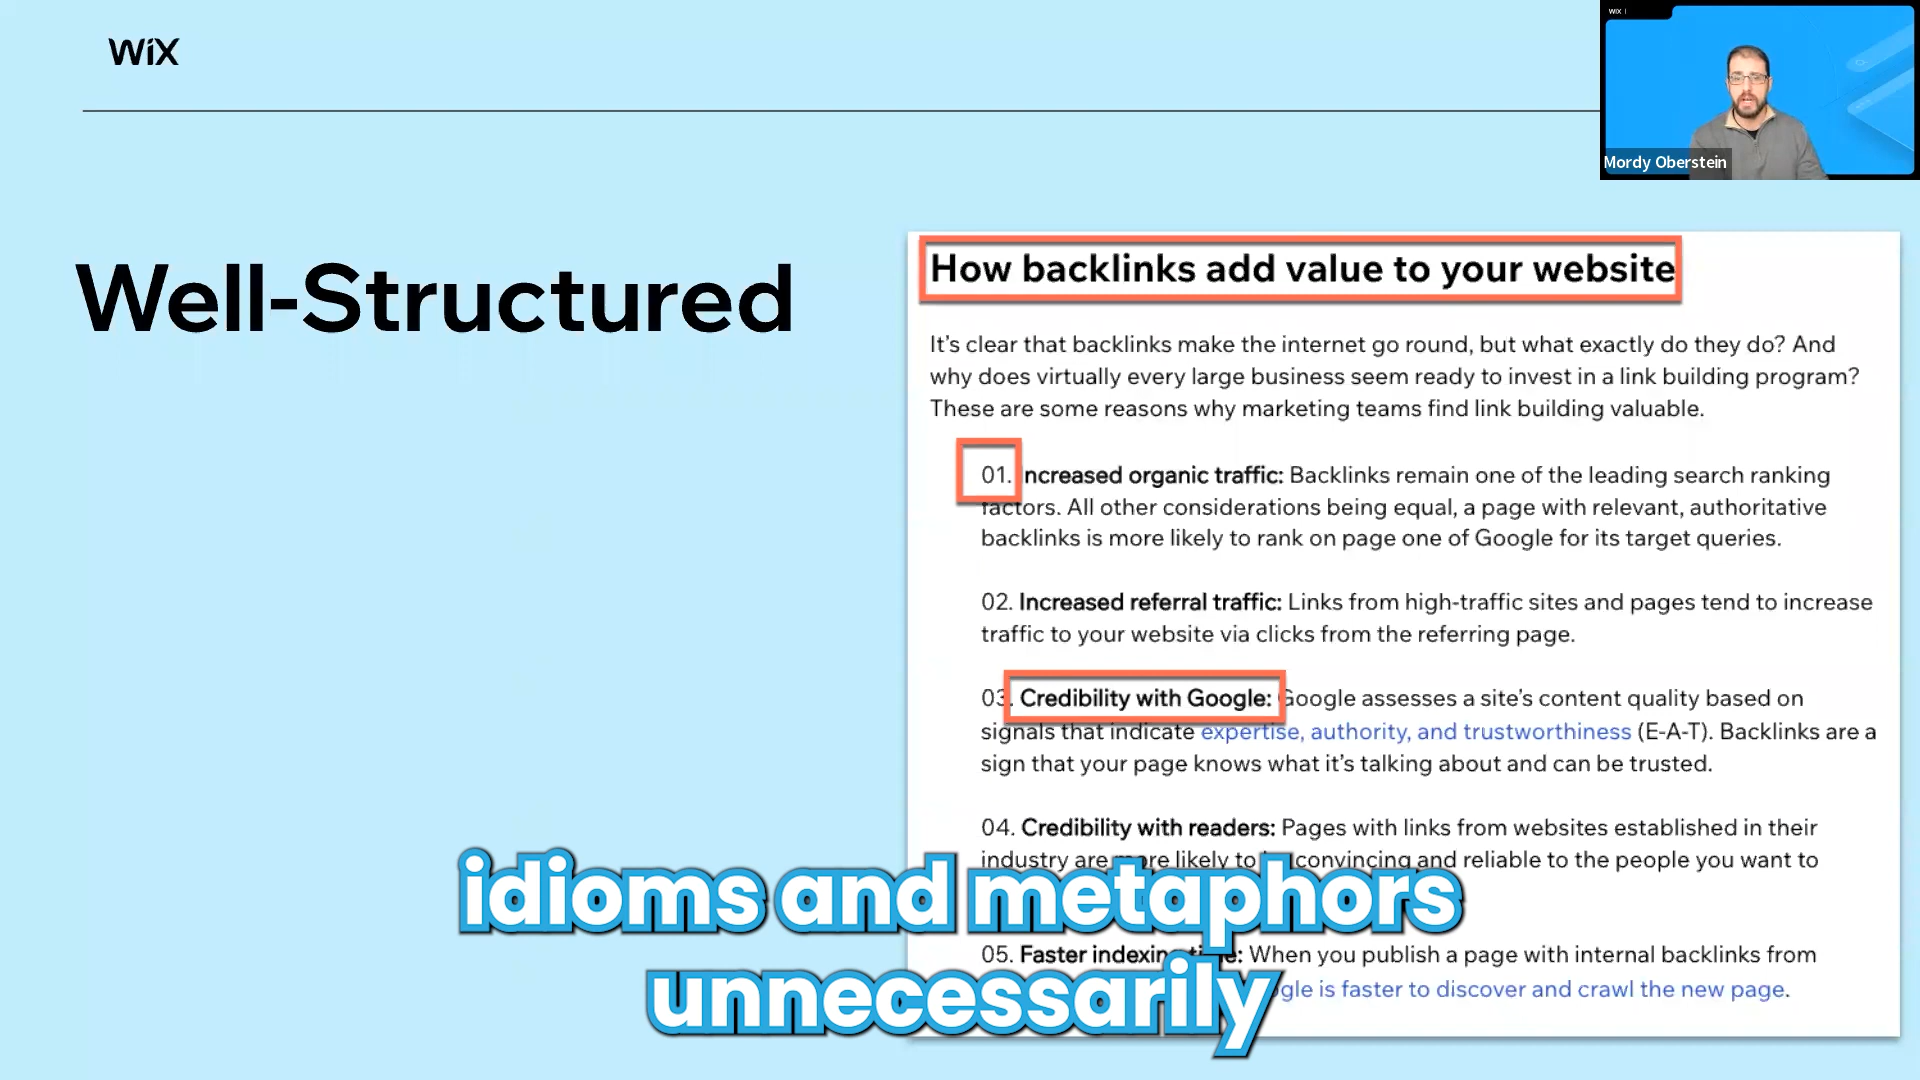 WiX
WiX
Mordy Oberstein
Well-Structured
How backlinks add value to your website
It's clear that backlinks make the internet go round, but what exactly do they do? And
why does virtually every large business seem ready to invest in a link building program?
These are some reasons why marketing teams find link building valuable.
01. Increased organic traffic: Backlinks remain one of the leading search ranking
factors. All other considerations being equal, a page with relevant, authoritative
backlinks is more likely to rank on page one of Google for its target queries.
02. Increased referral traffic: Links from high-traffic sites and pages tend to increase
traffic to your website via clicks from the referring page.
03. Credibility with Google: Google assesses a site's content quality based on
signals that indicate expertise, authority, and trustworthiness (E-A-T). Backlinks are a
sign that your page knows what it's talking about and can be trusted.
04. Credibility with readers: Pages with links from websites established in their
industry are more likely to be convincing and reliable to the people you want to
05. Faster indexing time: When you publish a page with internal backlinks from
is faster to discover and crawl the new page.
idioms and metaphors
unnecessarily